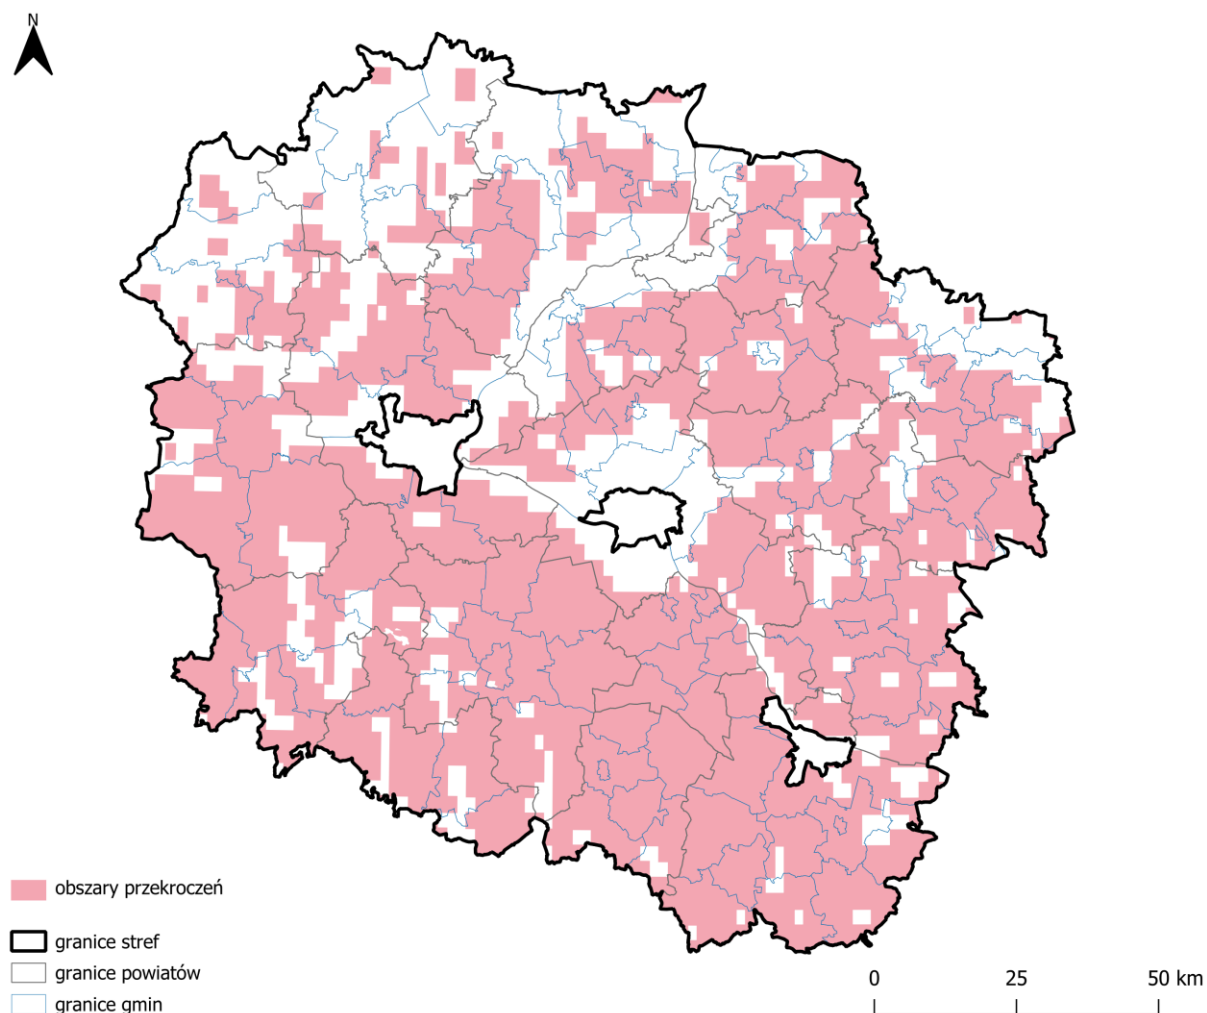 N
obszary przekroczeń
granice stref
granice powiatów
granice gmin
0 25 50 km